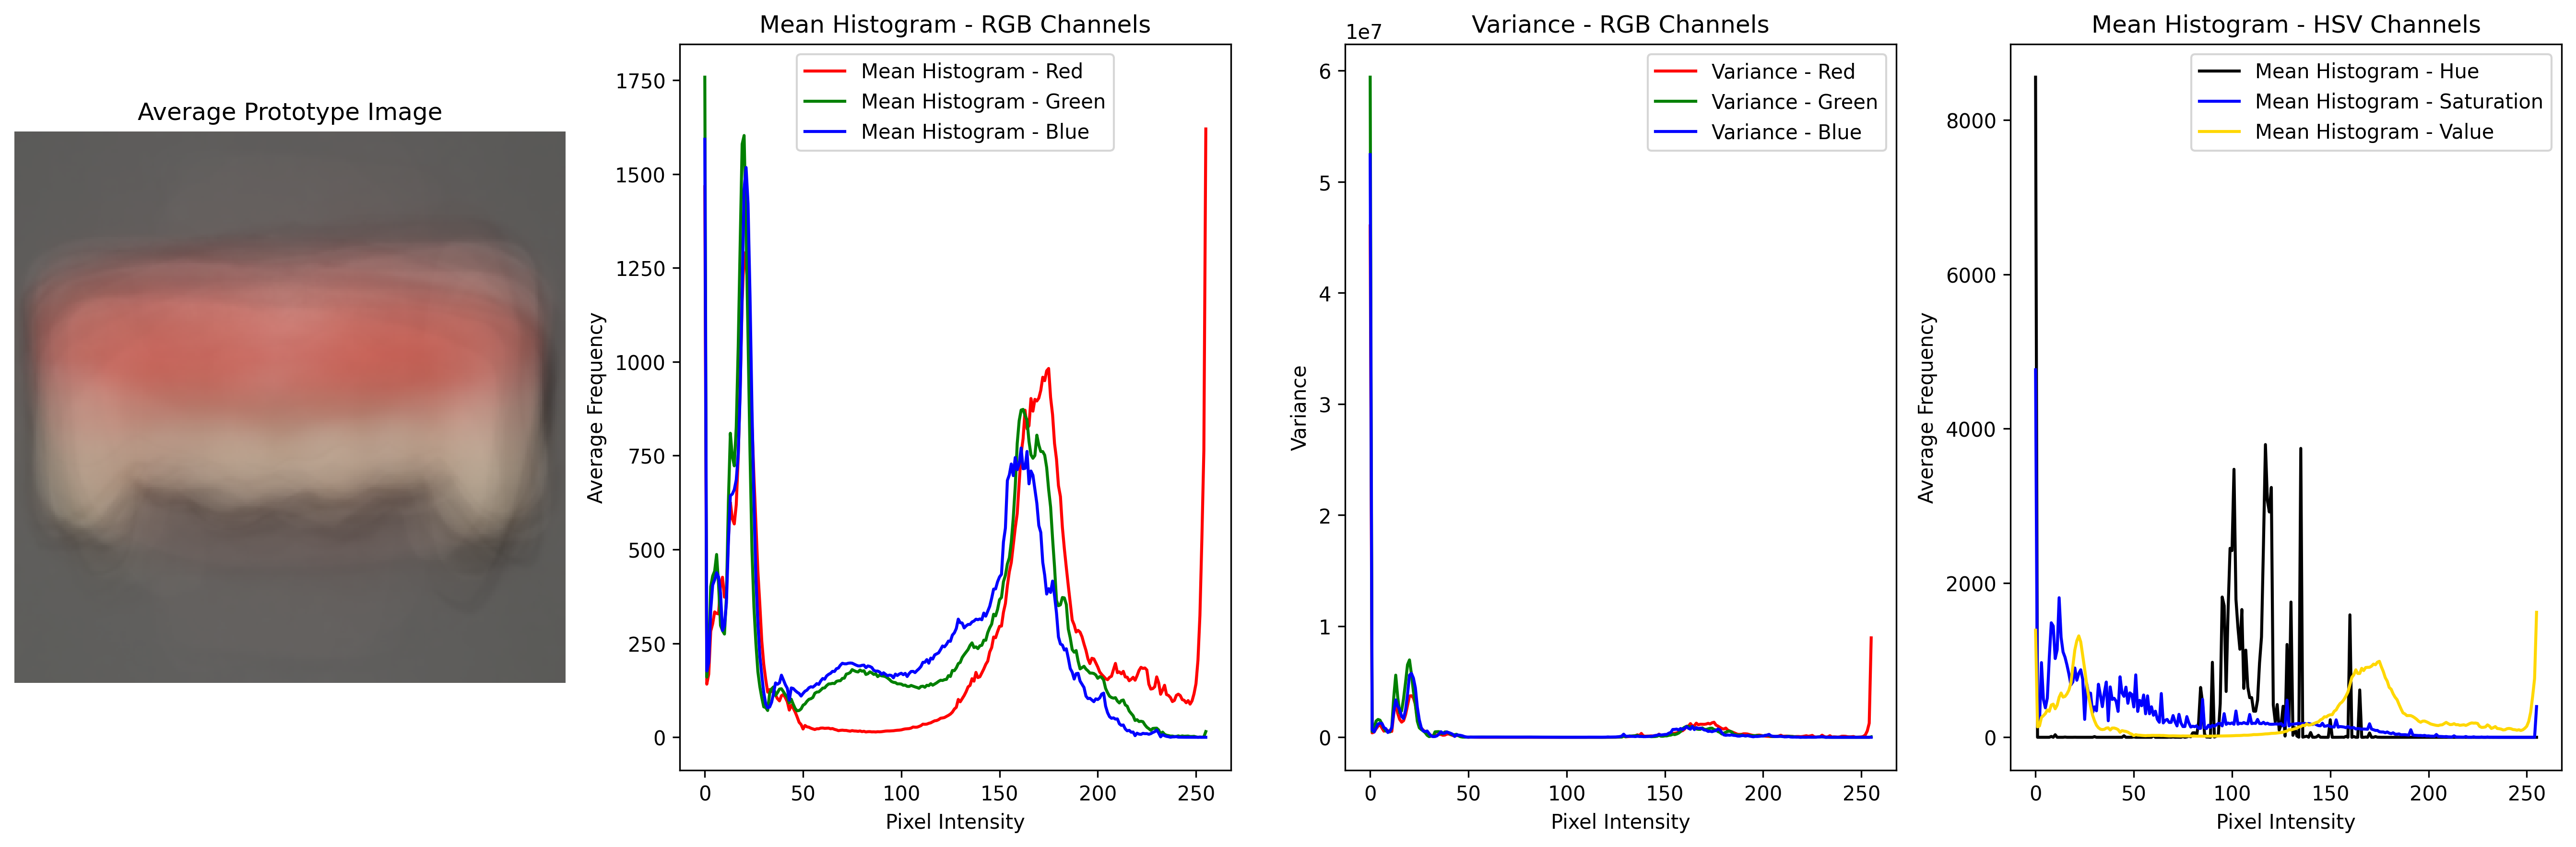 Average Prototype Image
Mean Histogram - RGB Channels
Mean Histogram - Red
Mean Histogram - Green
Mean Histogram - Blue
Average Frequency
1750
1500
1250
1000
750
500
250
0
0 50 100 150 200 250
Pixel Intensity
Variance - RGB Channels
1e7
Variance - Red
Variance - Green
Variance - Blue
Variance
6
5
4
3
2
1
0
0 50 100 150 200 250
Pixel Intensity
Mean Histogram - HSV Channels
Mean Histogram - Hue
Mean Histogram - Saturation
Mean Histogram - Value
Average Frequency
8000
6000
4000
2000
0
0 50 100 150 200 250
Pixel Intensity